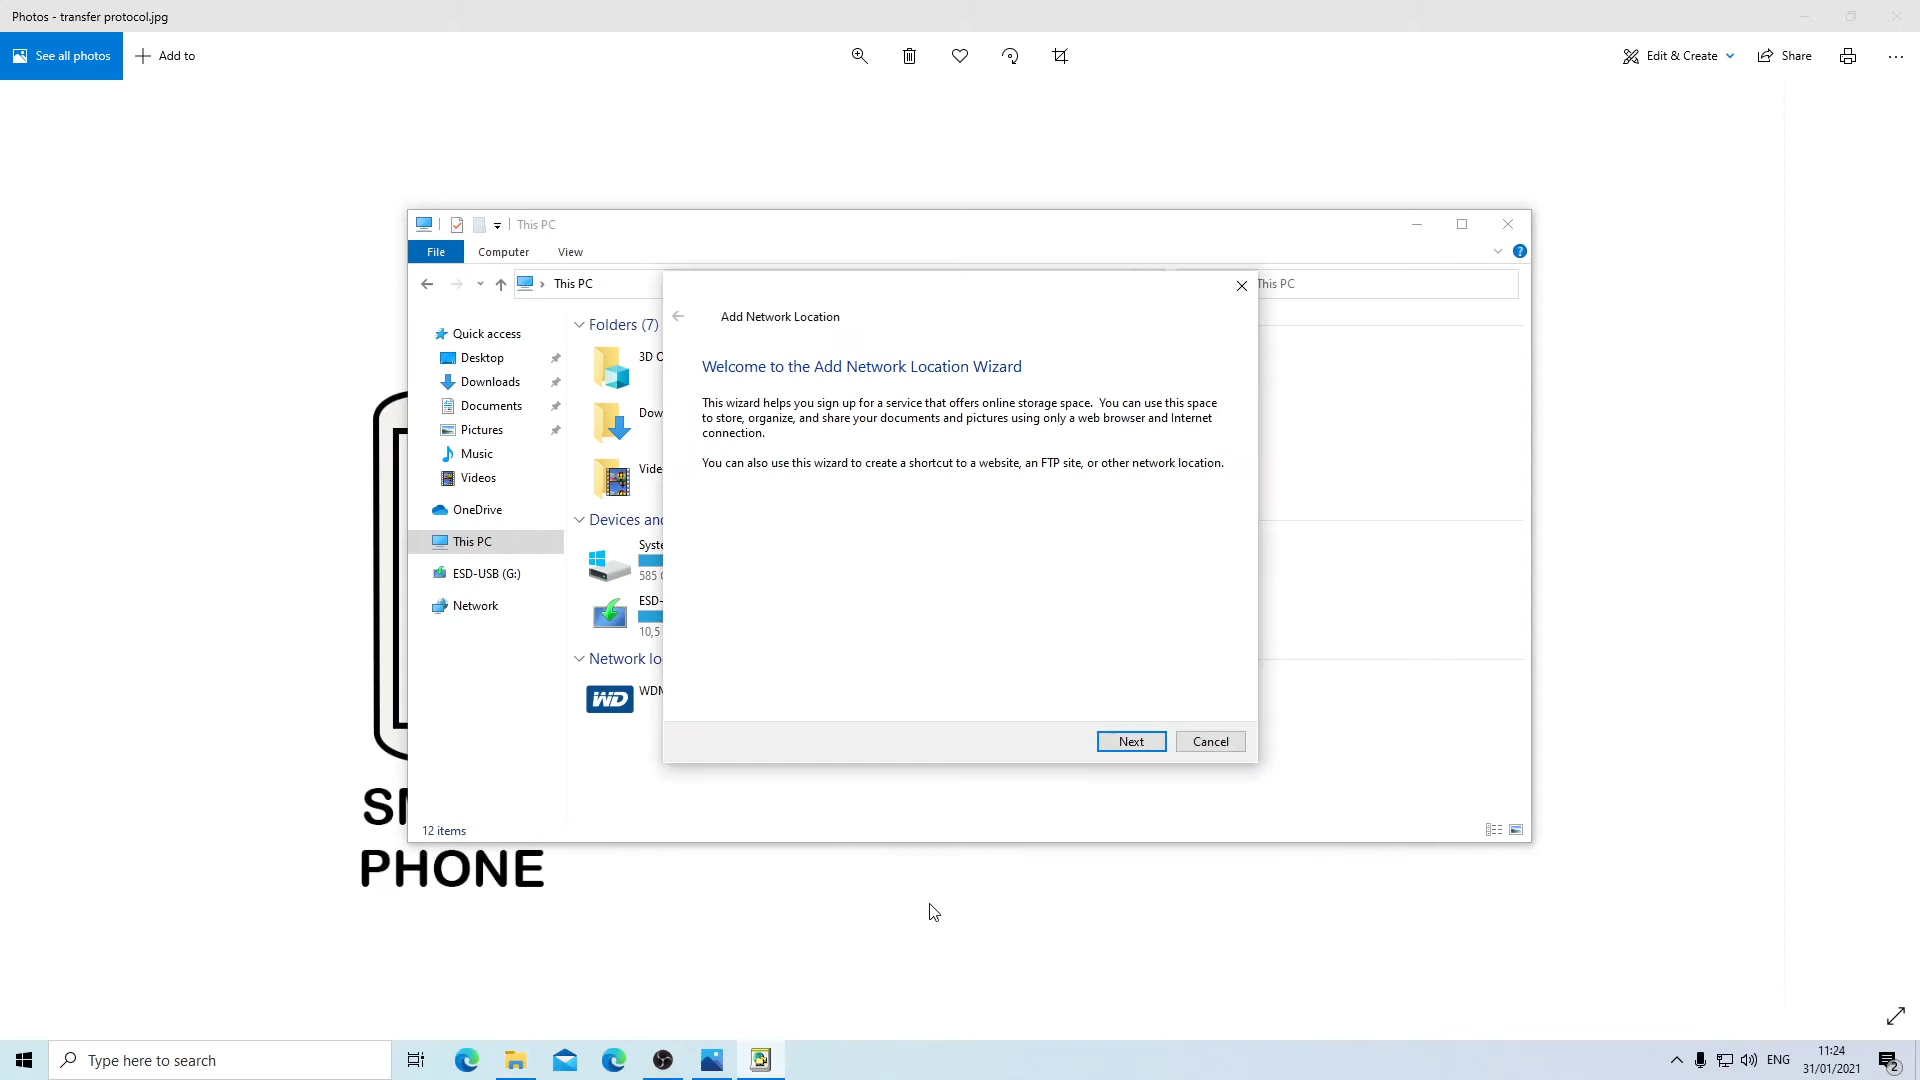 Photos - transfer protocol.jpg
See all photos
Add to
Edit & Create
Share
This PC
File
Computer
View
This PC
This PC
Quick access
Desktop
Downloads
Documents
Pictures
Music
Videos
OneDrive
This PC
ESD-USB (G:)
Network
Folders (7)
3D O
Dow
Vide
Devices and
Syste
585 G
ESD-
10,5
Network lo
WD
WDM
12 items
Add Network Location
Welcome to the Add Network Location Wizard
This wizard helps you sign up for a service that offers online storage space. You can use this space
to store, organize, and share your documents and pictures using only a web browser and Internet
connection.
You can also use this wizard to create a shortcut to a website, an FTP site, or other network location.
Next
Cancel
PHONE
Type here to search
ENG
11:24
31/01/2021
2